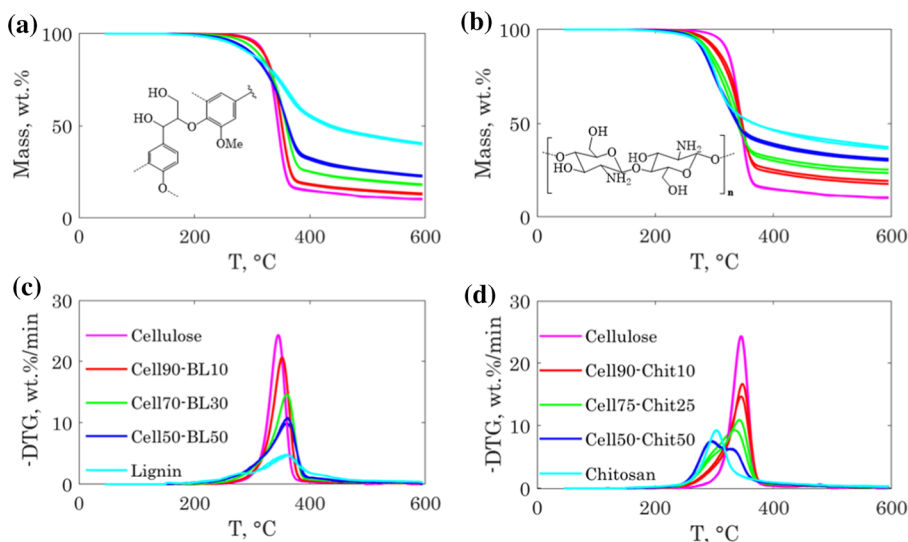 (a)
100
50
0
Mass, wt.%
HO
HO
O
OMe
O
0
200
400
600
T, °C
(b)
100
50
0
Mass, wt.%
OH
O
O
HO
NH2
O
HO
NH2
O
O
OH
n
0
200
400
600
T, °C
(c)
30
20
10
0
-DTG, wt.%/min
Cellulose
Cell90-BL10
Cell70-BL30
Cell50-BL50
Lignin
0
200
400
600
T, °C
(d)
30
20
10
0
-DTG, wt.%/min
Cellulose
Cell90-Chit10
Cell75-Chit25
Cell50-Chit50
Chitosan
0
200
400
600
T, °C